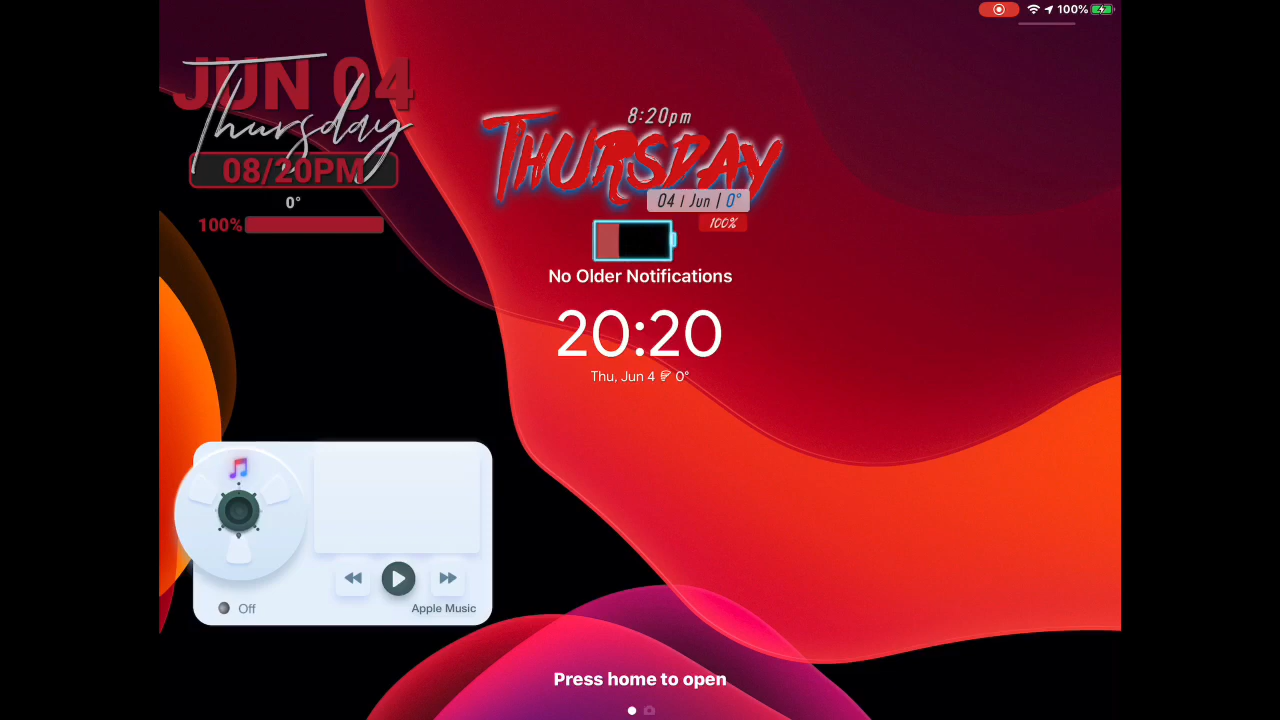 100%
JUN 04
Thursday
08/20PM
0°
100%
8:20pm
THURSDAY
04 | Jun | 0°
100%
No Older Notifications
20:20
Thu, Jun 4 0°
Off
Apple Music
Press home to open